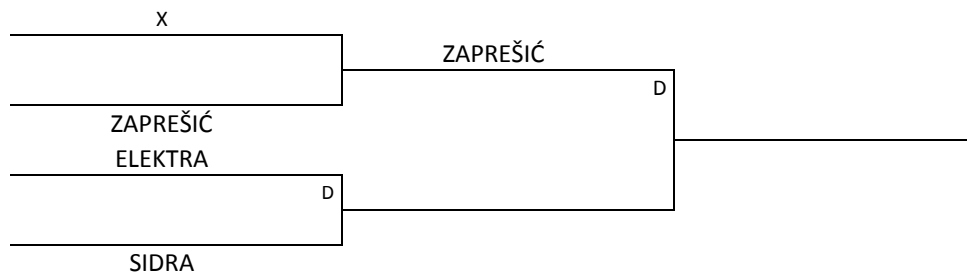 X
ZAPREŠIĆ
D
ZAPREŠIĆ
ELEKTRA
D
SIDRA